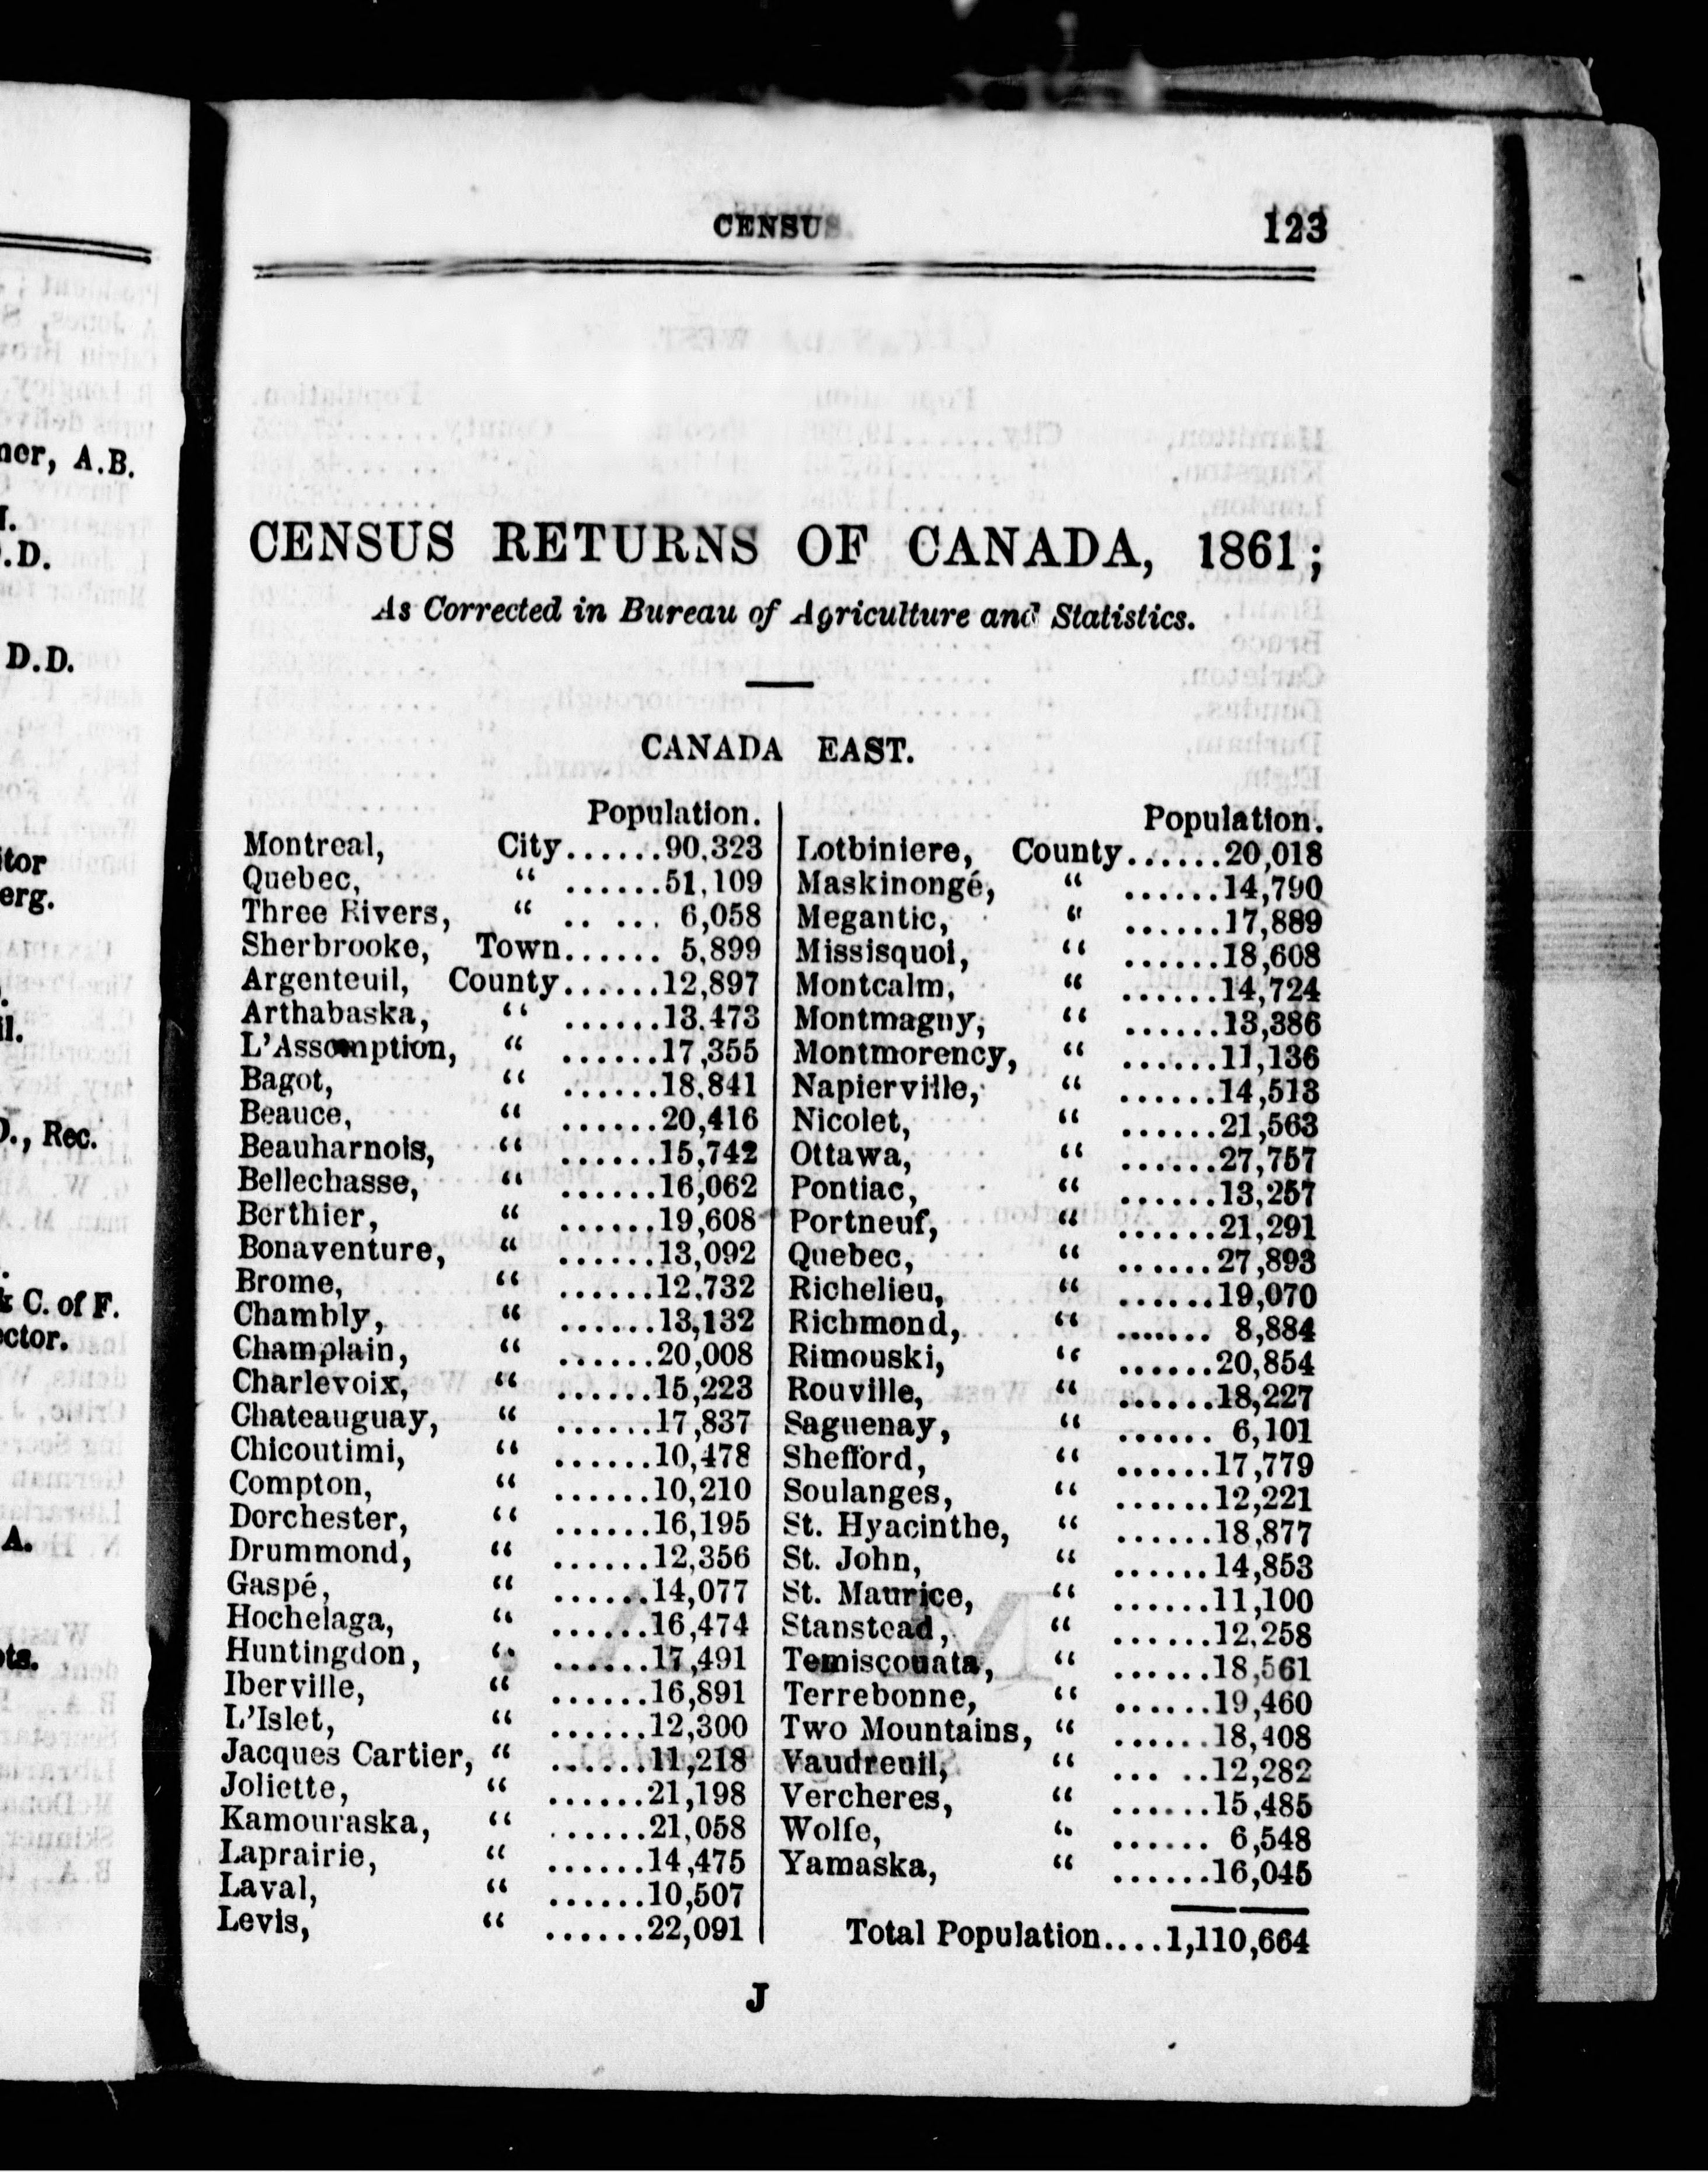 CENSUS.
123
CENSUS RETURNS OF CANADA, 1861;
As Corrected in Bureau of Agriculture and Statistics.
CANADA EAST.
Population.
Montreal, City......90,323
Quebec, " ......51,109
Three Rivers, " .. ... 6,058
Sherbrooke, Town...... 5,899
Argenteuil, County......12,897
Arthabaska, " ......13,473
L'Assomption, " ......17,355
Bagot, " ......18,841
Beauce, " ......20,416
Beauharnois, " ......15,742
Bellechasse, " ......16,062
Berthier, " ......19,608
Bonaventure, " ......13,092
Brome, " ......12,732
Chambly, " ......13,132
Champlain, " ......20,008
Charlevoix, " ......15,223
Chateauguay, " ......17,837
Chicoutimi, " ......10,478
Compton, " ......10,210
Dorchester, " ......16,195
Drummond, " ......12,356
Gaspé, " ......14,077
Hochelaga, " ......16,474
Huntingdon, " ......17,491
Iberville, " ......16,891
L'Islet, " ......12,300
Jacques Cartier, " ......11,218
Joliette, " ......21,198
Kamouraska, " ......21,058
Laprairie, " ......14,475
Laval, " ......10,507
Levis, " ......22,091
Population.
Lotbiniere, County......20,018
Maskinongé, " ......14,790
Megantic, " ......17,889
Missisquoi, " ......18,608
Montcalm, " ......14,724
Montmagny, " ......13,386
Montmorency, " ......11,136
Napierville, " ......14,513
Nicolet, " ......21,563
Ottawa, " ......27,757
Pontiac, " ......13,257
Portneuf, " ......21,291
Quebec, " ......27,893
Richelieu, " ......19,070
Richmond, " ...... 8,884
Rimouski, " ......20,854
Rouville, " ......18,227
Saguenay, " ...... 6,101
Shefford, " ......17,779
Soulanges, " ......12,221
St. Hyacinthe, " ......18,877
St. John, " ......14,853
St. Maurice, " ......11,100
Stanstead, " ......12,258
Temiscouata, " ......18,561
Terrebonne, " ......19,460
Two Mountains, " ......18,408
Vaudreuil, " ... ..12,282
Vercheres, " ......15,485
Wolfe, " ...... 6,548
Yamaska, " ......16,045
Total Population....1,110,664
J
A.B.
D.D.
Rec.
C. of F.
A.